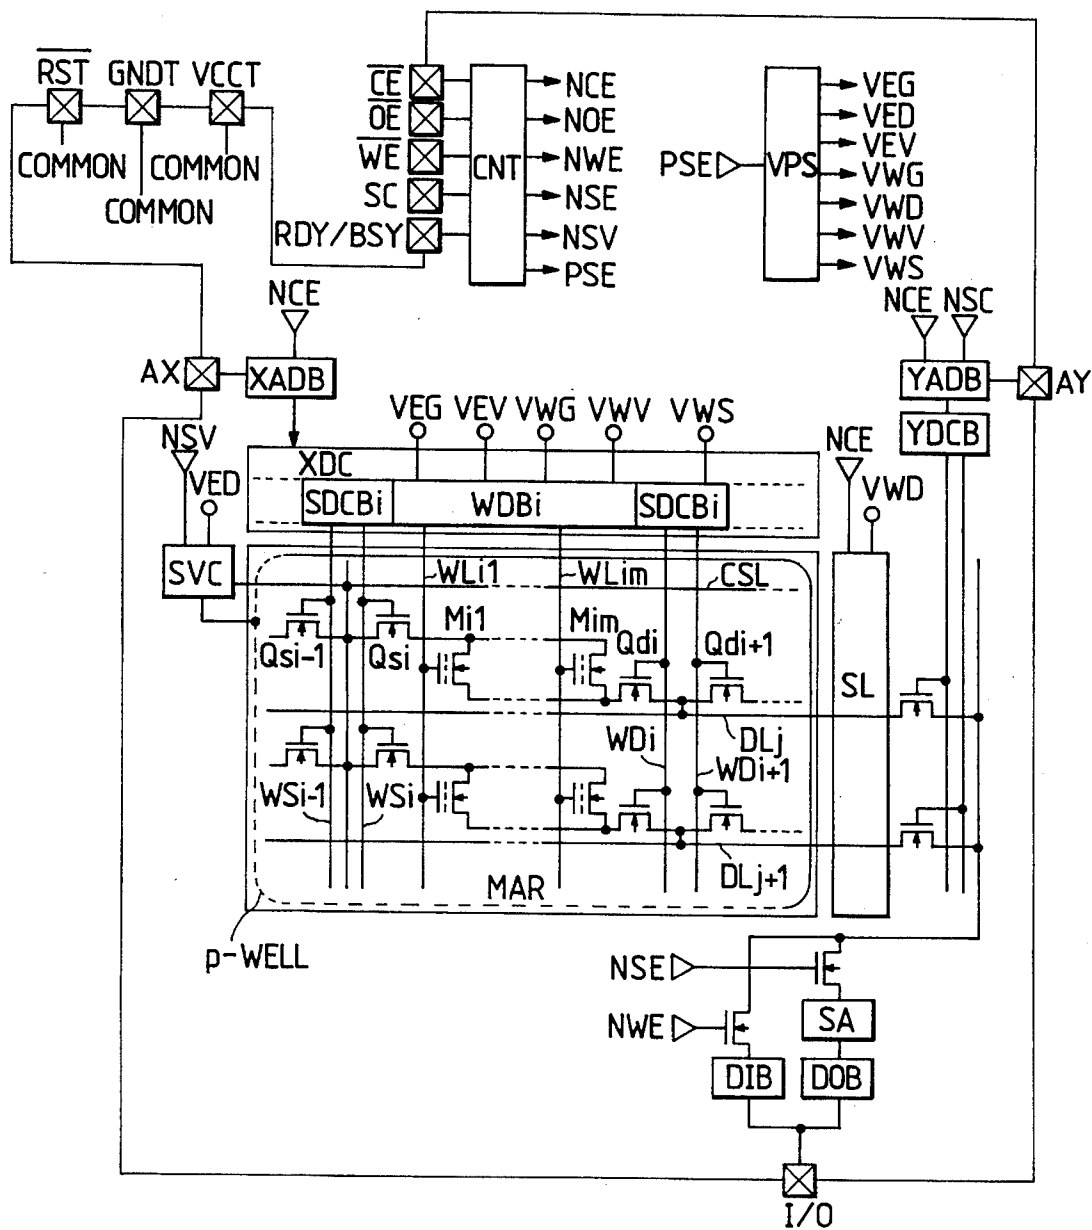 RST GNDT VCCT
COMMON COMMON
COMMON
CE
OE
WE
SC
RDY/BSY
CNT
NCE
NOE
NWE
NSE
NSV
PSE
PSE
VPS
VEG
VED
VEV
VWG
VWD
VWV
VWS
NCE
NCE NSC
AX
XADB
YADB
AY
YDCB
NSV
VED
VEG VEV VWG VWV VWS
NCE
VWD
XDC
SDCBi WDBi SDCBi
SVC
WLi1 WLim CSL
Mi1 Mim Qdi Qdi+1
Qsi-1 Qsi
SL
WDi DLj
WDi+1
WSi-1 WSi
DLj+1
MAR
p-WELL
NSE
NWE
SA
DIB DOB
I/O